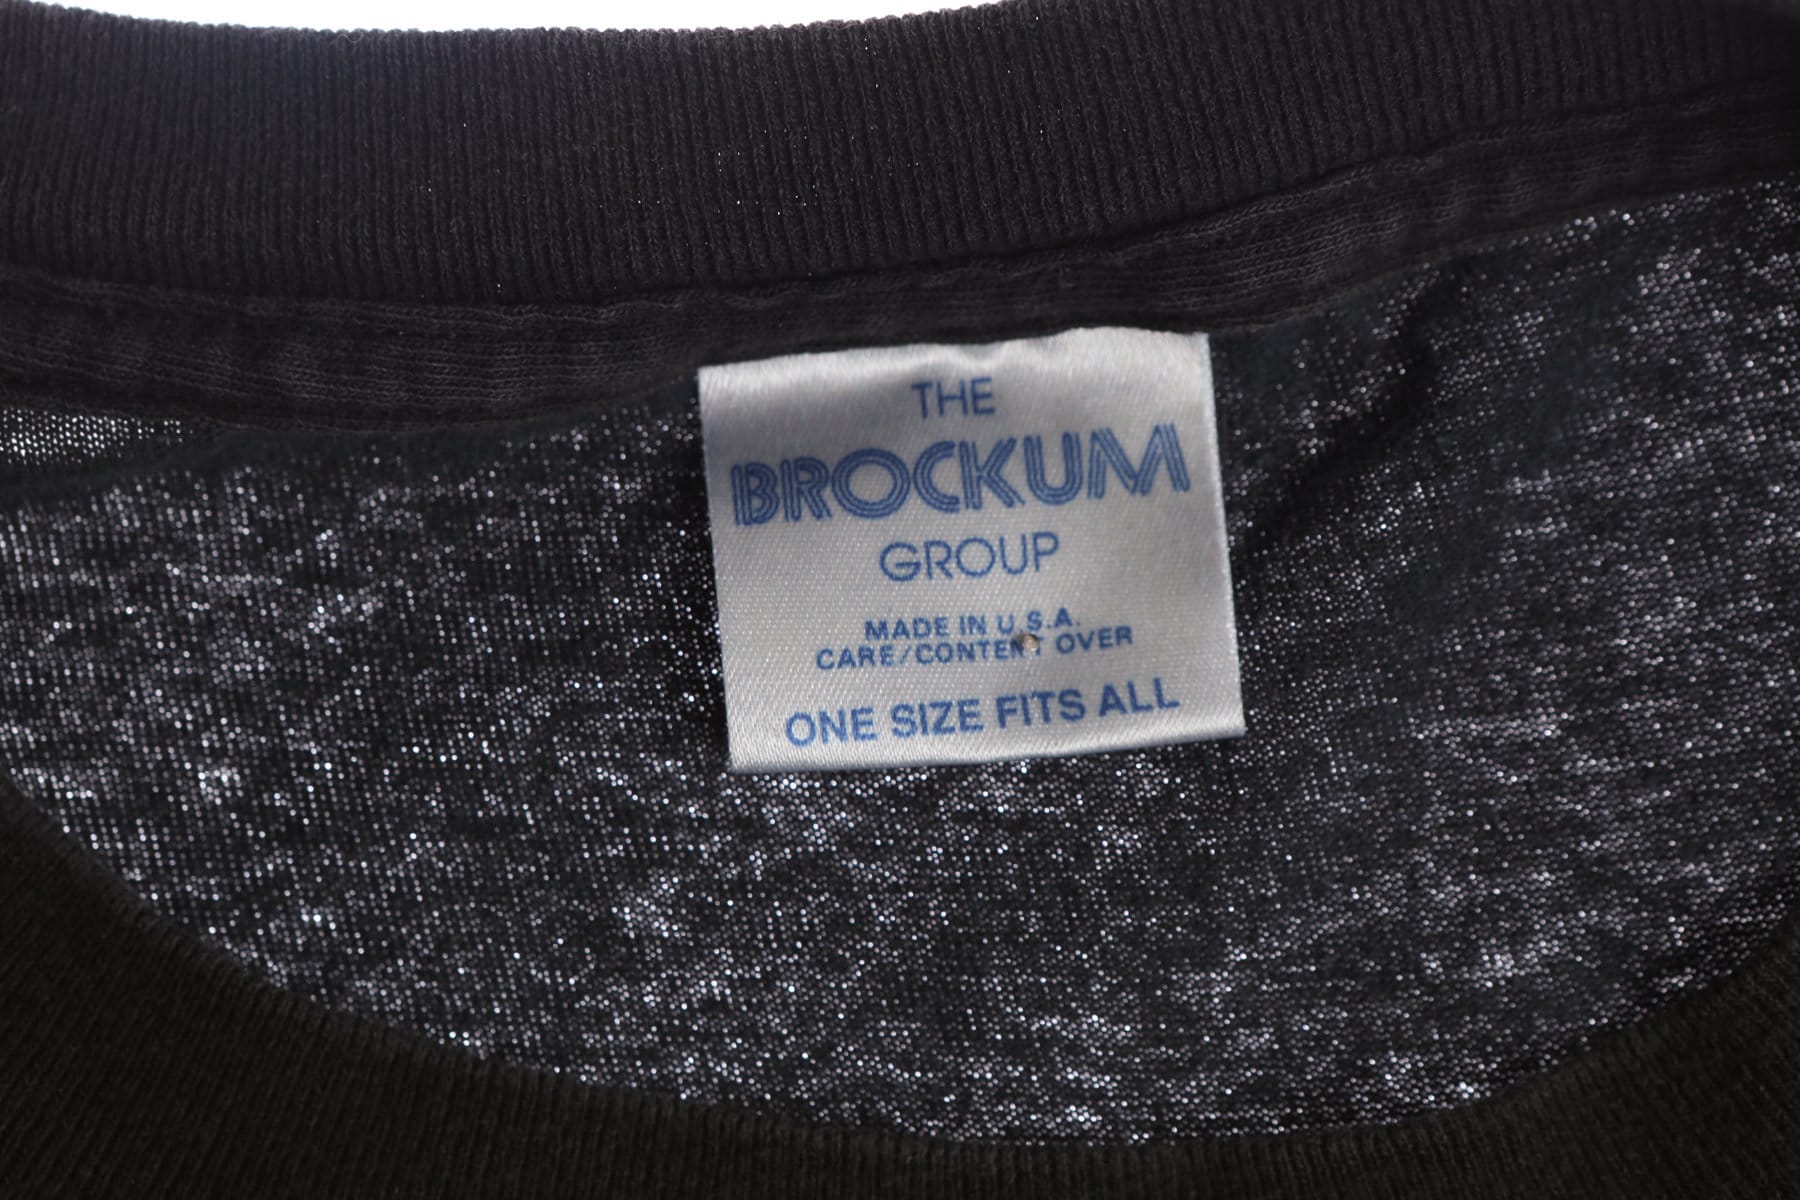 THE
BROCKUM
GROUP
MADE IN U.S.A.
CARE/CONTENT OVER
ONE SIZE FITS ALL